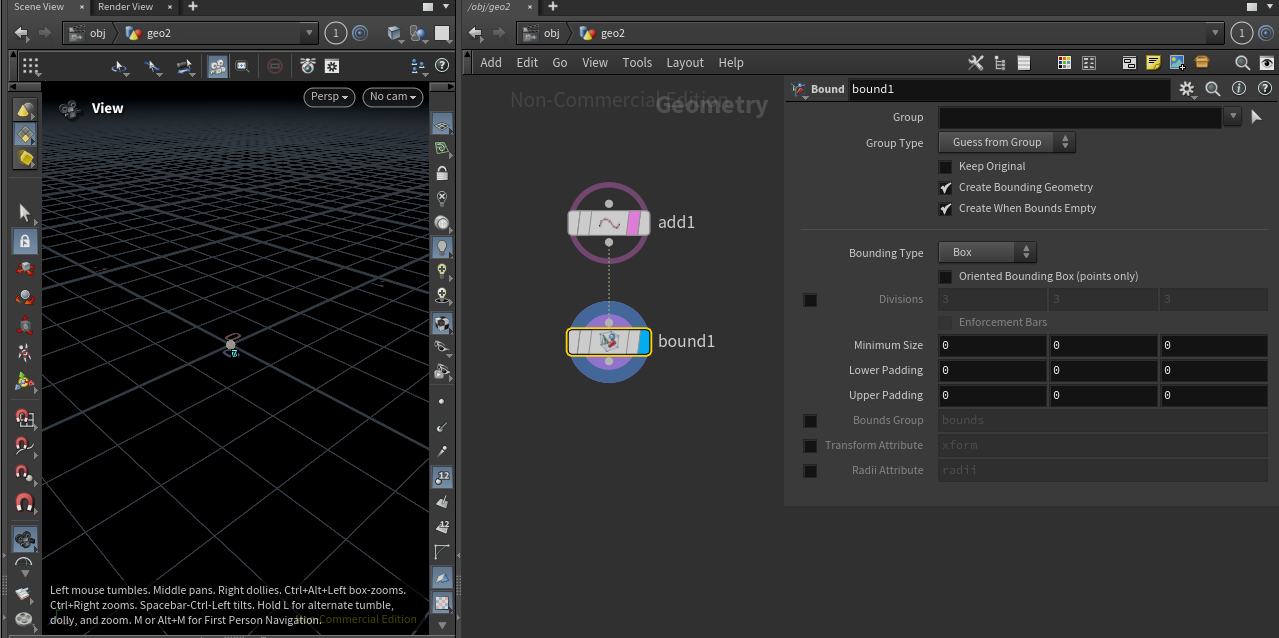 Scene View × Render View × +
/obj/geo2 × +
obj geo2 1
obj geo2 1
Add Edit Go View Tools Layout Help
View
Persp No cam
Non-Commercial Edition
Geometry
add1
bound1
Bound bound1
Group
Group Type Guess from Group
Keep Original
Create Bounding Geometry
Create When Bounds Empty
Bounding Type Box
Oriented Bounding Box (points only)
Divisions 3 3 3
Enforcement Bars
Minimum Size 0 0 0
Lower Padding 0 0 0
Upper Padding 0 0 0
Bounds Group bounds
Transform Attribute xform
Radii Attribute radii
12
12
Left mouse tumbles. Middle pans. Right dollies. Ctrl+Alt+Left box-zooms.
Ctrl+Right zooms. Spacebar-Ctrl-Left tilts. Hold L for alternate tumble,
dolly, and zoom. M or Alt+M for First Person Navigation.
Commercial Edition